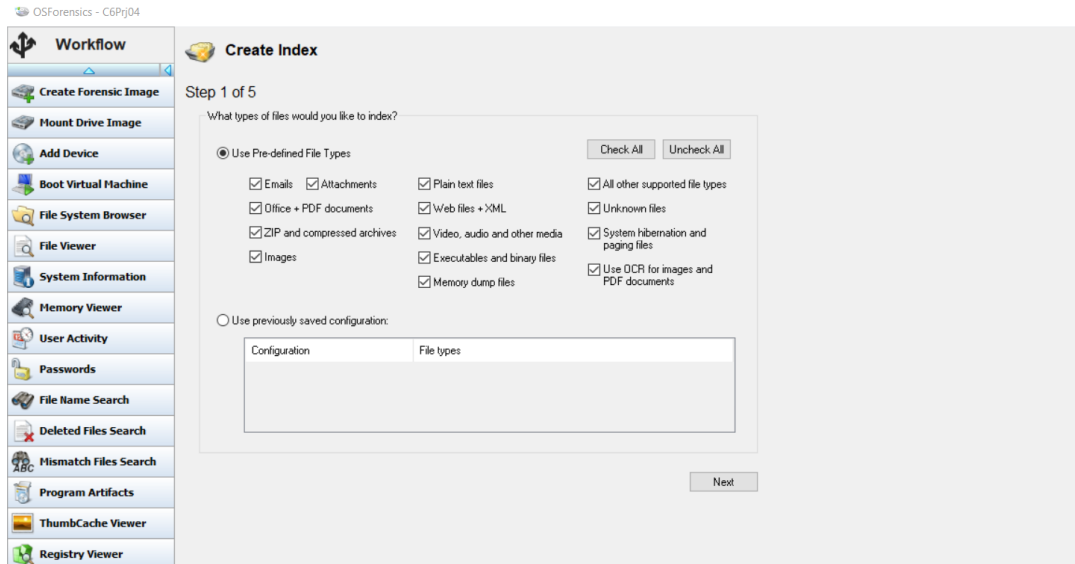 OSForensics - C6Prj04
Workflow
Create Forensic Image
Mount Drive Image
Add Device
Boot Virtual Machine
File System Browser
File Viewer
System Information
Memory Viewer
User Activity
Passwords
File Name Search
Deleted Files Search
ABC
Mismatch Files Search
Program Artifacts
ThumbCache Viewer
Registry Viewer
Create Index
Step 1 of 5
What types of files would you like to index?
Use Pre-defined File Types
Check All
Uncheck All
Emails
Attachments
Office + PDF documents
ZIP and compressed archives
Images
Plain text files
Web files + XML
Video, audio and other media
Executables and binary files
Memory dump files
All other supported file types
Unknown files
System hibernation and
paging files
Use OCR for images and
PDF documents
Use previously saved configuration:
Configuration
File types
Next